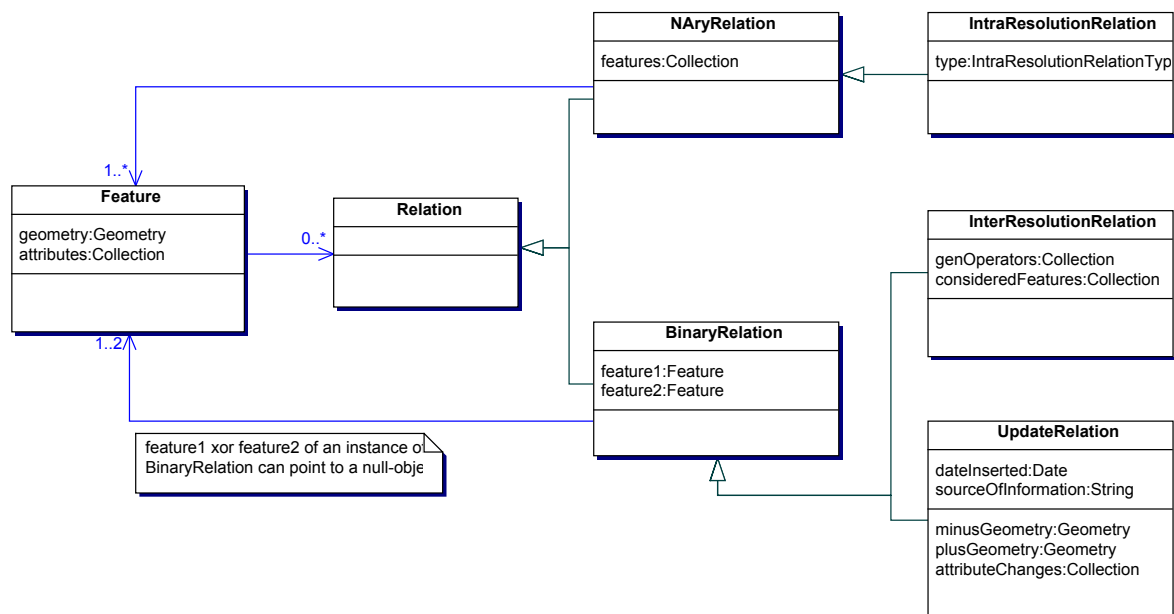 NAryRelation
features:Collection
IntraResolutionRelation
type:IntraResolutionRelationTyp
1..*
Feature
geometry:Geometry
attributes:Collection
0..*
Relation
InterResolutionRelation
genOperators:Collection
consideredFeatures:Collection
1..2
BinaryRelation
feature1:Feature
feature2:Feature
feature1 xor feature2 of an instance of
BinaryRelation can point to a null-obje
UpdateRelation
dateInserted:Date
sourceOfInformation:String
minusGeometry:Geometry
plusGeometry:Geometry
attributeChanges:Collection